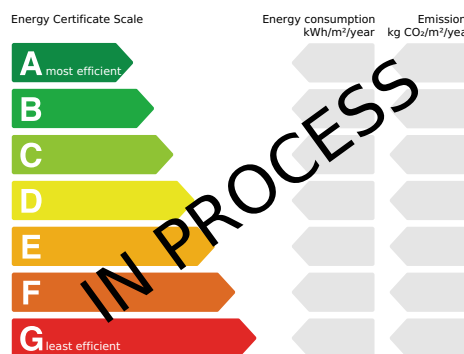 Energy Certificate Scale
Energy consumption
kWh/m²/year
Emission
kg CO₂/m²/year
A most efficient
B
C
D
E
F
G least efficient
IN PROCESS